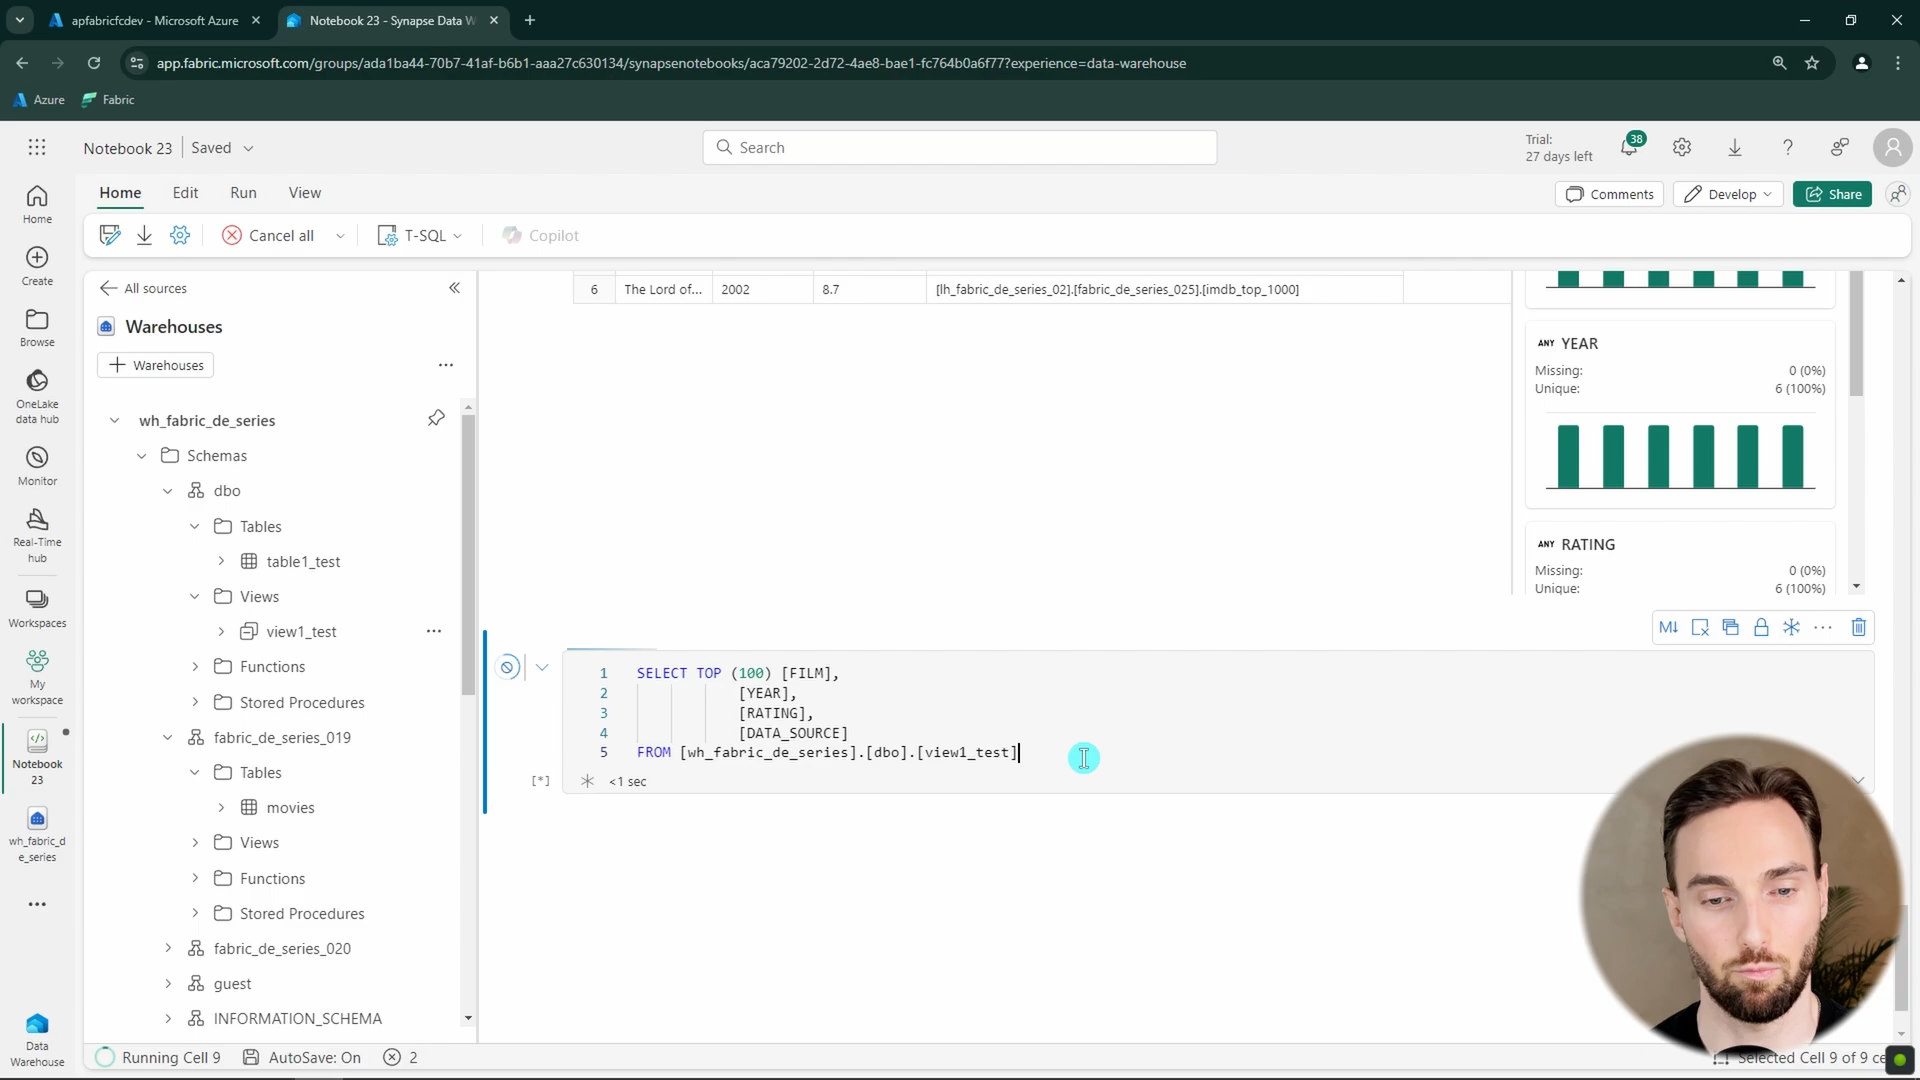 apfabricfcdev - Microsoft Azure
Notebook 23 - Synapse Data W
app.fabric.microsoft.com/groups/ada1ba44-70b7-41af-b6b1-aaa27c630134/synapsenotebooks/aca79202-2d72-4ae8-bae1-fc764b0a6f77?experience=data-warehouse
Azure
Fabric
Notebook 23
Saved
Search
Trial:
27 days left
38
Home
Edit
Run
View
Comments
Develop
Share
Cancel all
T-SQL
Copilot
Home
Create
Browse
OneLake
data hub
Monitor
Real-Time
hub
Workspaces
My
workspace
Notebook
23
wh_fabric_d
e_series
Data
Warehouse
All sources
Warehouses
Warehouses
wh_fabric_de_series
Schemas
dbo
Tables
table1_test
Views
view1_test
Functions
Stored Procedures
fabric_de_series_019
Tables
movies
Views
Functions
Stored Procedures
fabric_de_series_020
guest
INFORMATION_SCHEMA
6 The Lord of... 2002 8.7 [lh_fabric_de_series_02].[fabric_de_series_025].[imdb_top_1000]
ANY YEAR
Missing: 0 (0%)
Unique: 6 (100%)
ANY RATING
Missing: 0 (0%)
Unique: 6 (100%)
M↓
1 SELECT TOP (100) [FILM],
2 [YEAR],
3 [RATING],
4 [DATA_SOURCE]
5 FROM [wh_fabric_de_series].[dbo].[view1_test]
[*] <1 sec
Running Cell 9
AutoSave: On
2
Selected Cell 9 of 9 ce